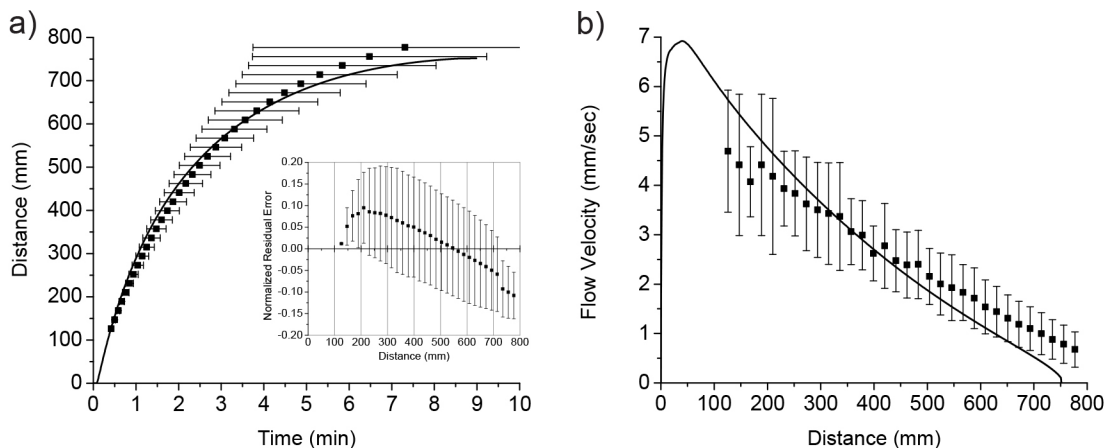 a)
800
700
600
500
400
300
200
100
0
Distance (mm)
0 1 2 3 4 5 6 7 8 9 10
Time (min)
0.20
0.15
0.10
0.05
0.00
-0.05
-0.10
-0.15
-0.20
Normalized Residual Error
0 100 200 300 400 500 600 700 800
Distance (mm)
b)
7
6
5
4
3
2
1
0
Flow Velocity (mm/sec)
0 100 200 300 400 500 600 700 800
Distance (mm)